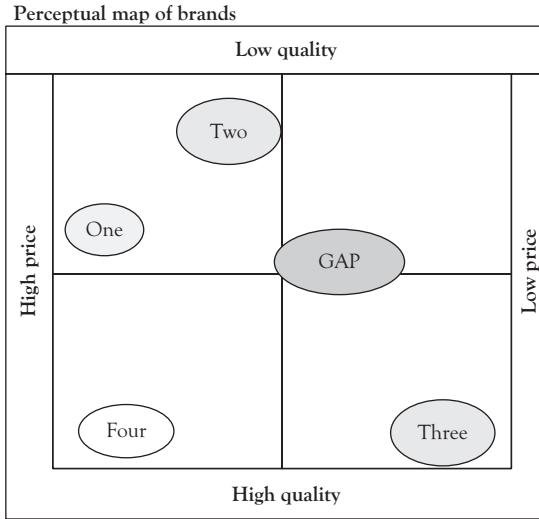 Perceptual map of brands
Low quality
Two
One
GAP
High price
Low price
Four
Three
High quality